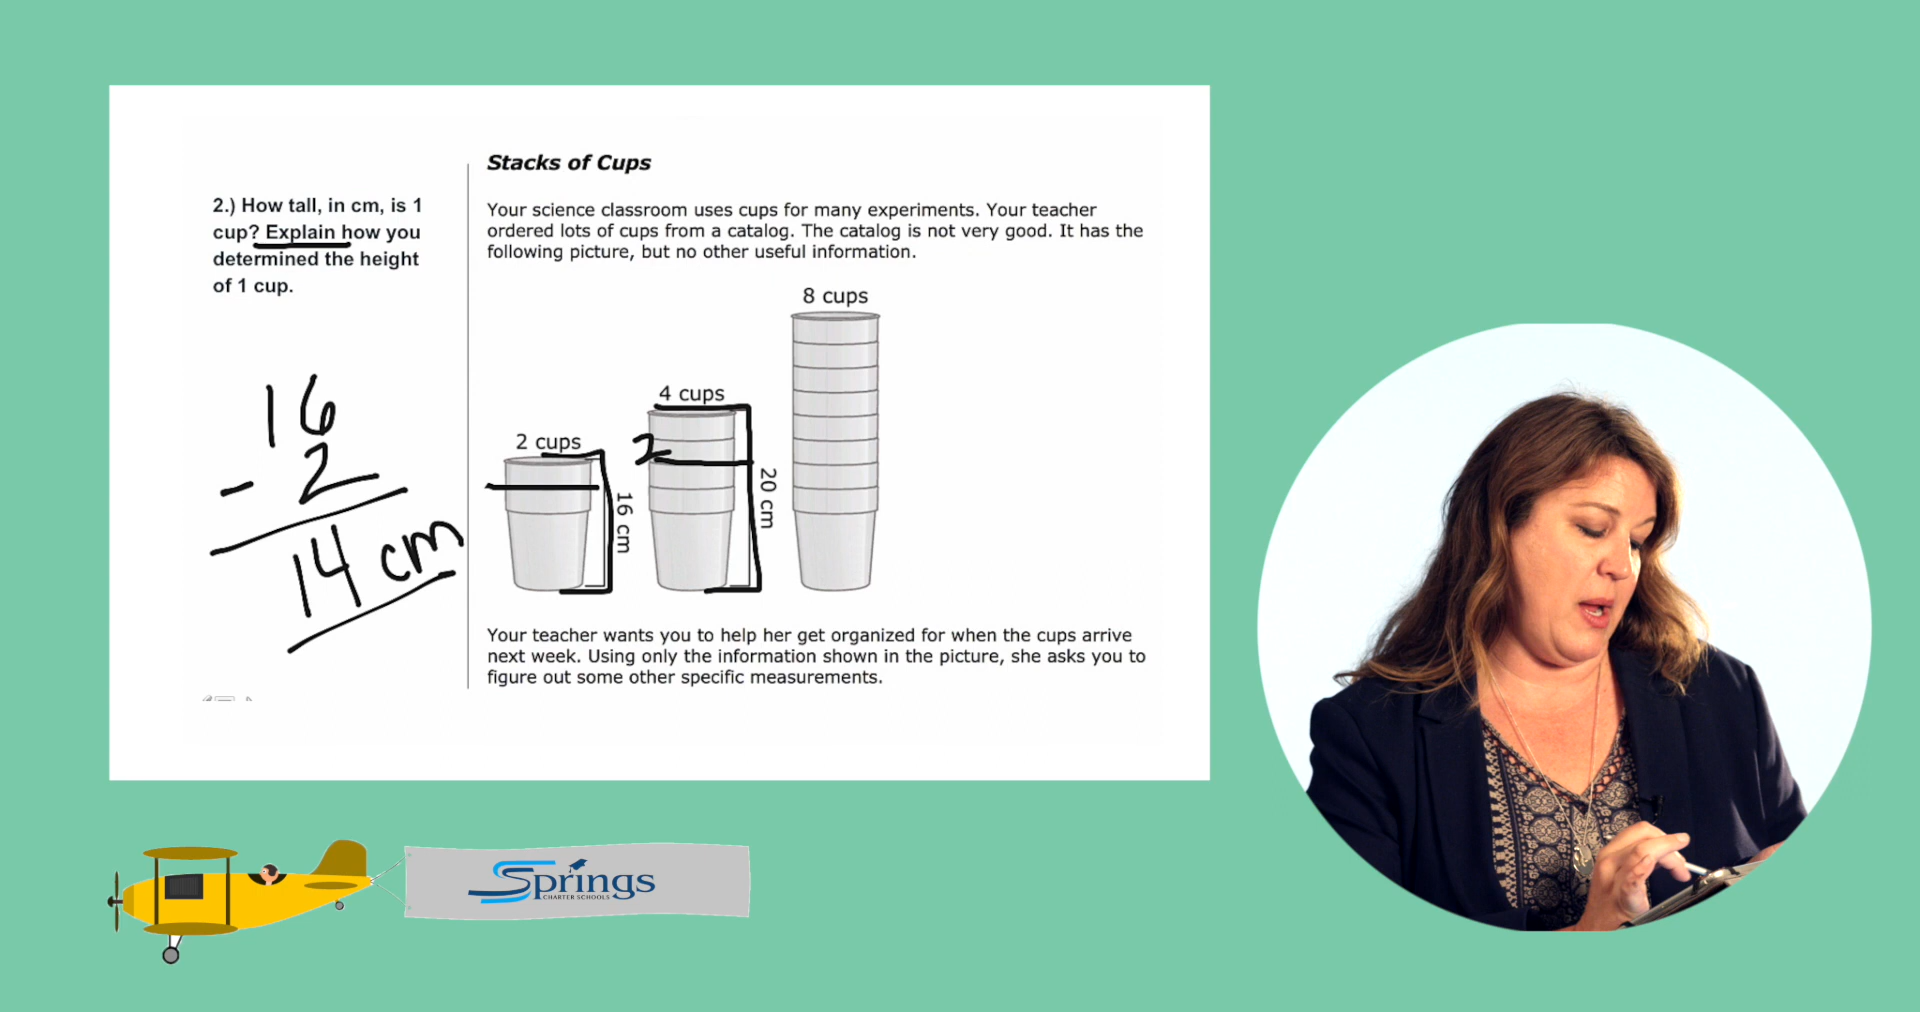 Stacks of Cups
2.) How tall, in cm, is 1
cup? Explain how you
determined the height
of 1 cup.
16
- 2
14 cm
Your science classroom uses cups for many experiments. Your teacher
ordered lots of cups from a catalog. The catalog is not very good. It has the
following picture, but no other useful information.
2 cups
16 cm
4 cups
2
20 cm
8 cups
Your teacher wants you to help her get organized for when the cups arrive
next week. Using only the information shown in the picture, she asks you to
figure out some other specific measurements.
Springs
CHARTER SCHOOLS